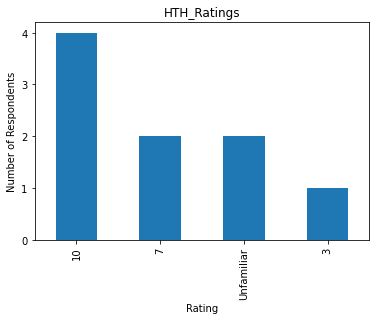 HTH_Ratings
Number of Respondents
4
3
2
1
0
10
7
Unfamiliar
3
Rating